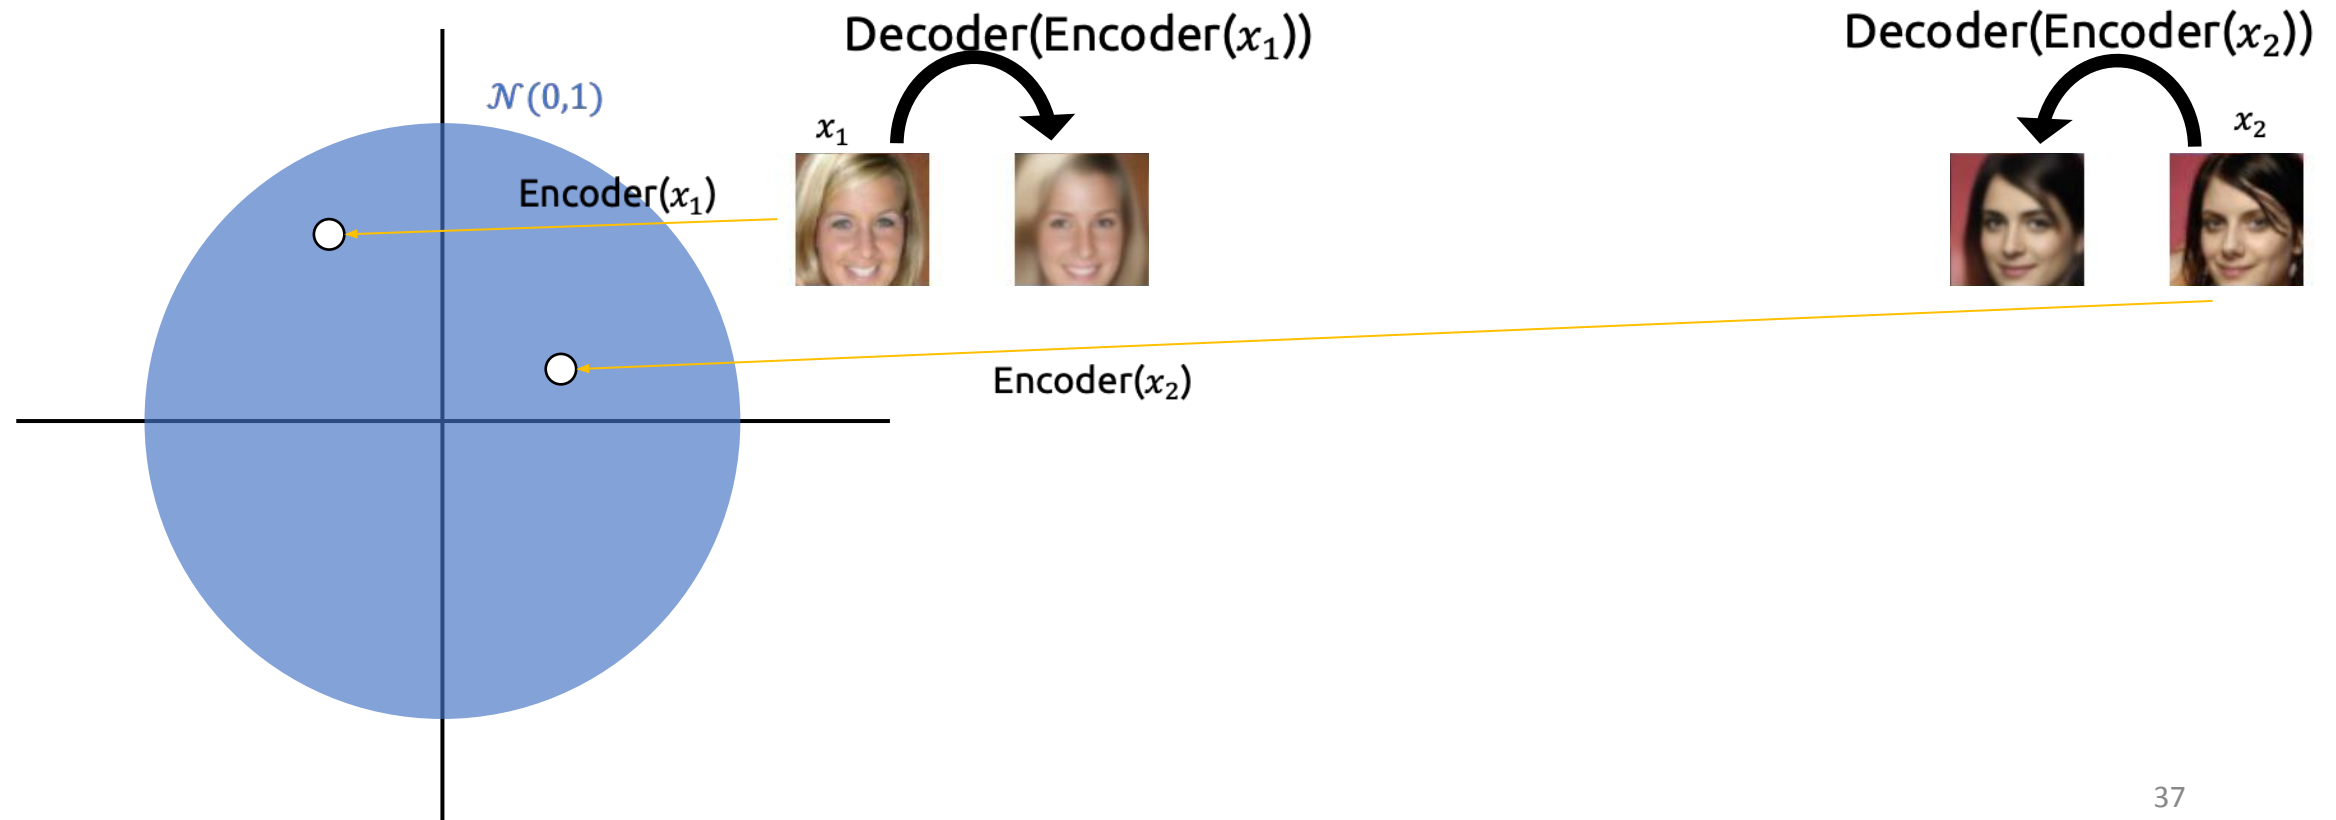 Decoder(Encoder(𝑥₁))
Decoder(Encoder(𝑥₂))
𝒩(0,1)
𝑥₁
𝑥₂
Encoder(𝑥₁)
Encoder(𝑥₂)
37